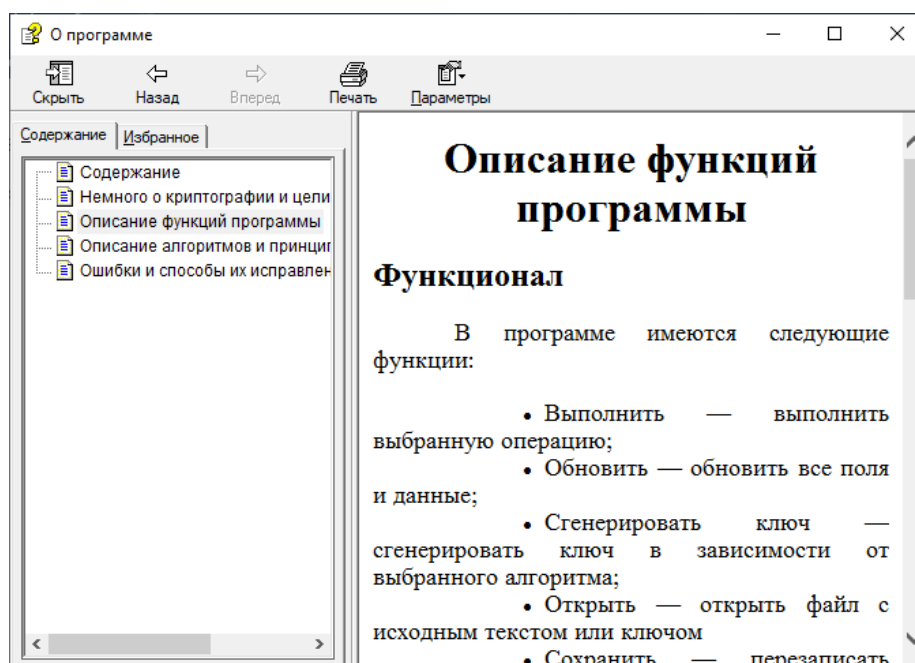 О программе
Скрыть Назад Вперед Печать Параметры
Содержание Избранное
Содержание
Немного о криптографии и цели
Описание функций программы
Описание алгоритмов и принцип
Ошибки и способы их исправлен
Описание функций
программы
Функционал
В программе имеются следующие
функции:
• Выполнить — выполнить
выбранную операцию;
• Обновить — обновить все поля
и данные;
• Сгенерировать ключ —
сгенерировать ключ в зависимости от
выбранного алгоритма;
• Открыть — открыть файл с
исходным текстом или ключом
• Сохранить — перезаписать